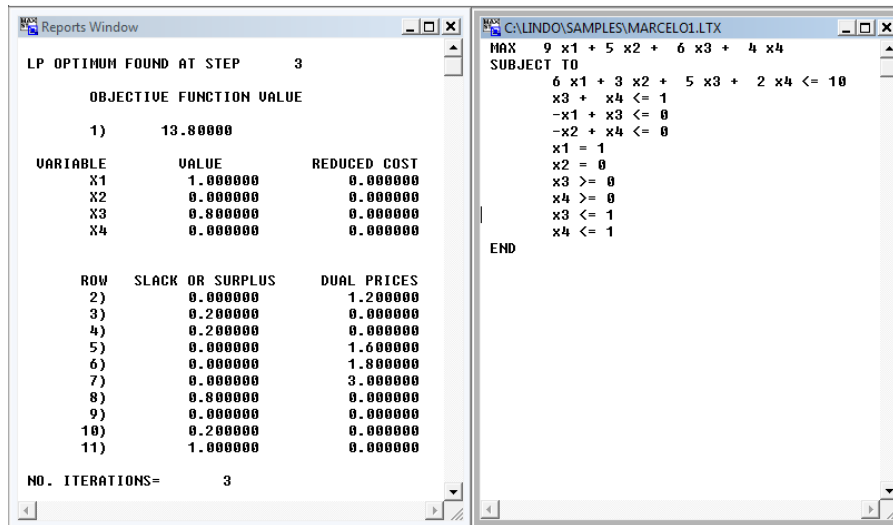 Reports Window
LP OPTIMUM FOUND AT STEP 3
OBJECTIVE FUNCTION VALUE
1) 13.80000
VARIABLE VALUE REDUCED COST
X1 1.000000 0.000000
X2 0.000000 0.000000
X3 0.800000 0.000000
X4 0.000000 0.000000
ROW SLACK OR SURPLUS DUAL PRICES
2) 0.000000 1.200000
3) 0.200000 0.000000
4) 0.200000 0.000000
5) 0.000000 1.600000
6) 0.000000 1.800000
7) 0.000000 3.000000
8) 0.800000 0.000000
9) 0.000000 0.000000
10) 0.200000 0.000000
11) 1.000000 0.000000
NO. ITERATIONS= 3
C:\LINDO\SAMPLES\MARCELO1.LTX
MAX 9 x1 + 5 x2 + 6 x3 + 4 x4
SUBJECT TO
6 x1 + 3 x2 + 5 x3 + 2 x4 <= 10
x3 + x4 <= 1
-x1 + x3 <= 0
-x2 + x4 <= 0
x1 = 1
x2 = 0
x3 >= 0
x4 >= 0
x3 <= 1
x4 <= 1
END